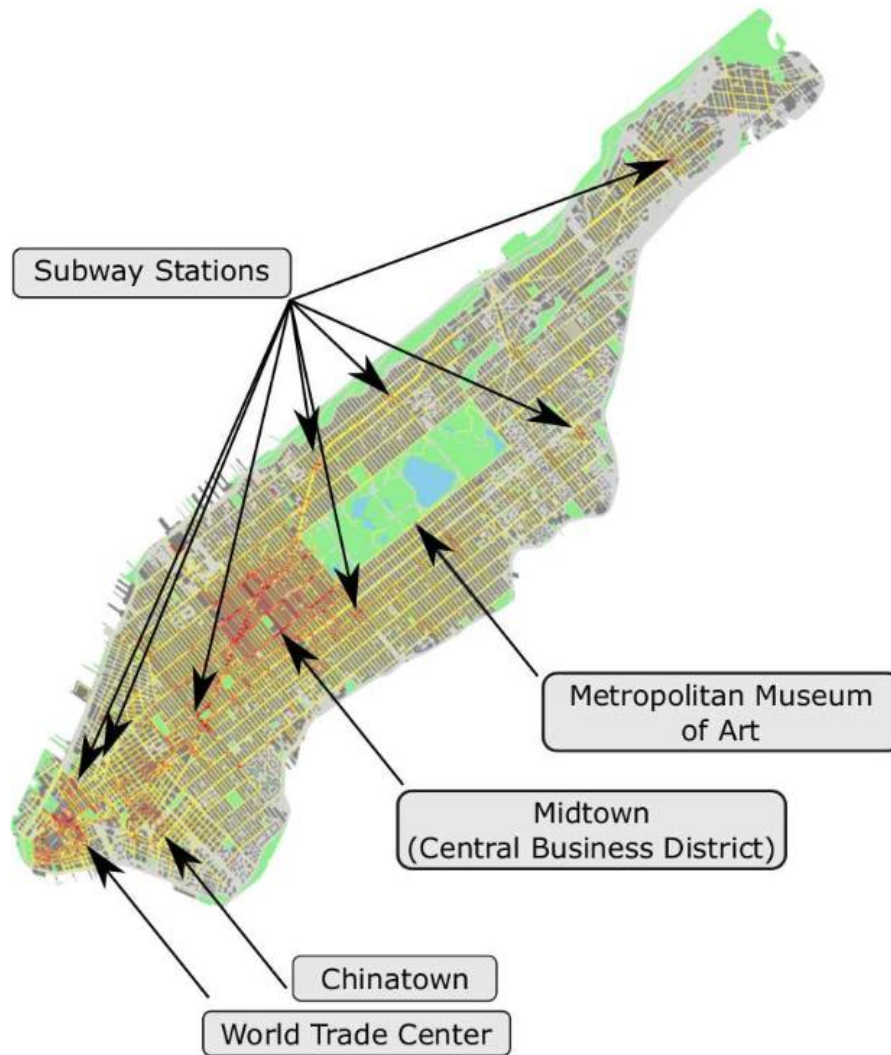 Subway Stations
Metropolitan Museum
of Art
Midtown
(Central Business District)
Chinatown
World Trade Center